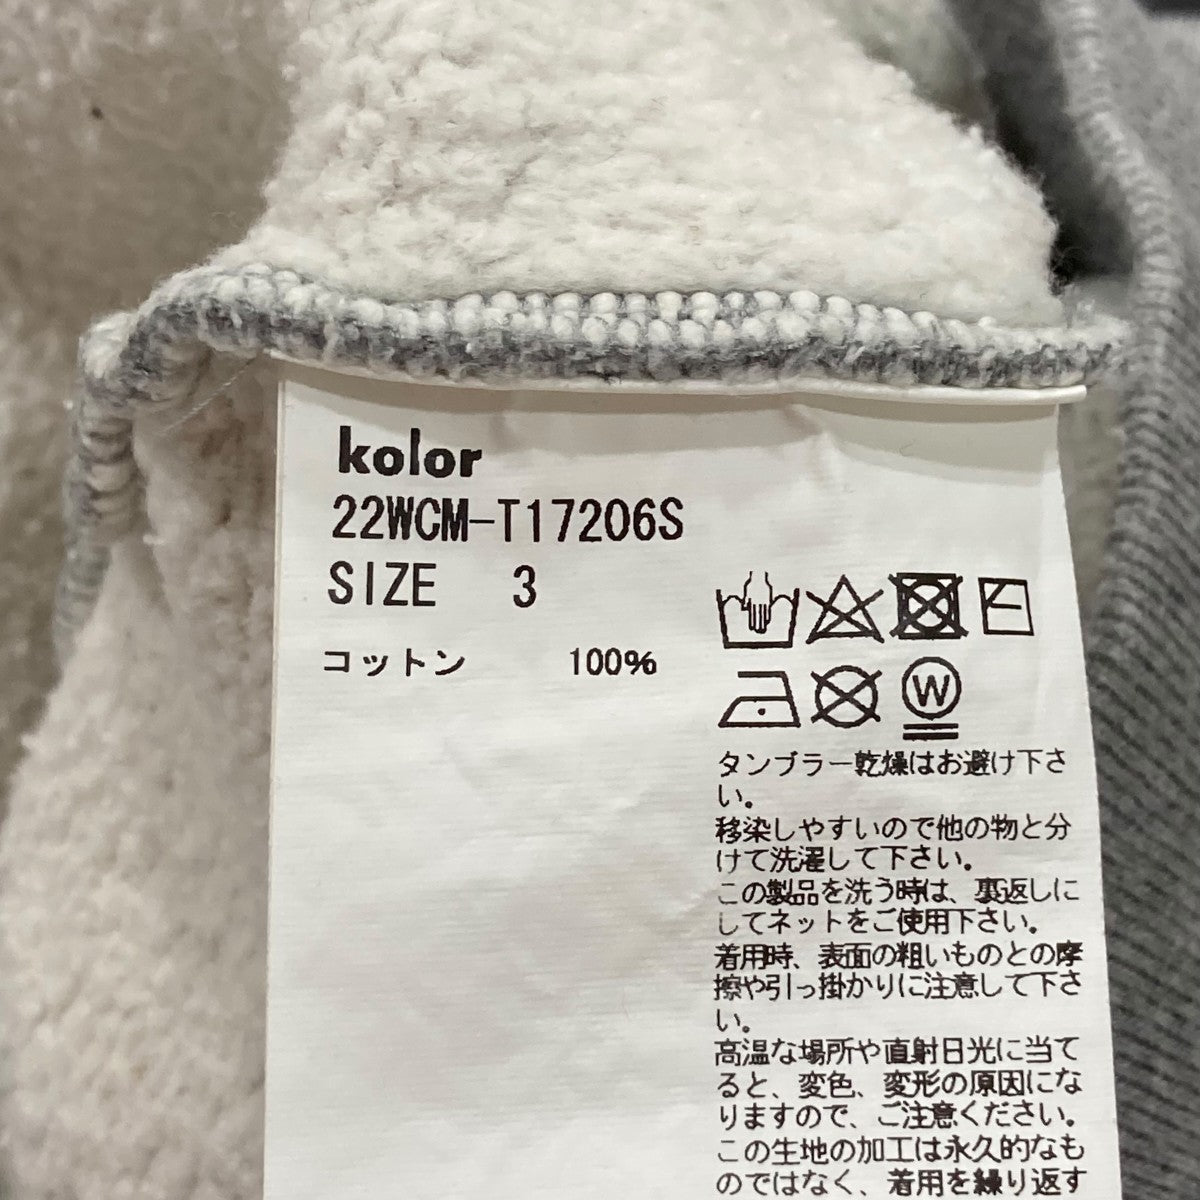 kolor
22WCM-T17206S
SIZE 3
コットン 100%
W
タンブラー乾燥はお避け下さ
い。
移染しやすいので他の物と分
けて洗濯して下さい。
この製品を洗う時は、裏返しに
してネットをご使用下さい。
着用時、表面の粗いものとの摩
擦や引っ掛かりに注意して下さ
い。
高温な場所や直射日光に当て
ると、変色、変形の原因にな
りますので、ご注意ください。
この生地の加工は永久的なも
のではなく、着用を繰り返す